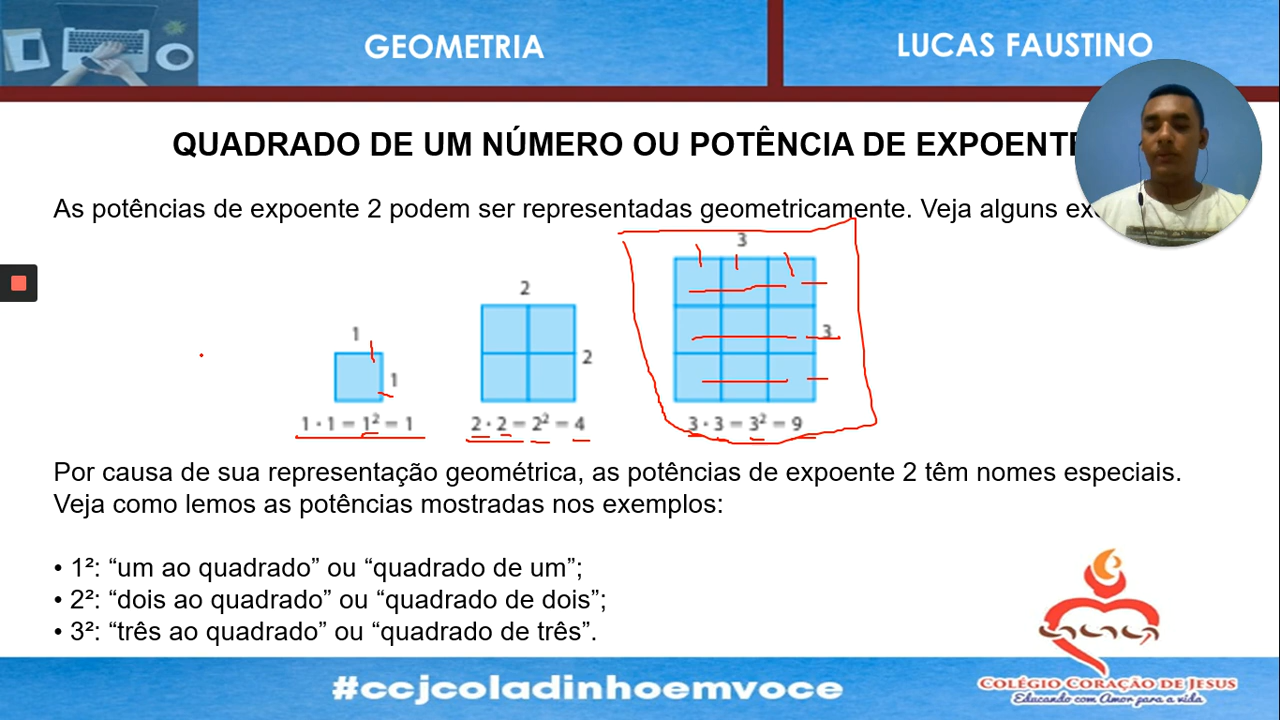 GEOMETRIA
LUCAS FAUSTINO
QUADRADO DE UM NÚMERO OU POTÊNCIA DE EXPOENTE
As potências de expoente 2 podem ser representadas geometricamente. Veja alguns
3
2
1
3
2
1
1 · 1 = 1² = 1
2 · 2 = 2² = 4
3 · 3 = 3² = 9
Por causa de sua representação geométrica, as potências de expoente 2 têm nomes especiais.
Veja como lemos as potências mostradas nos exemplos:
• 1²: “um ao quadrado” ou “quadrado de um”;
• 2²: “dois ao quadrado” ou “quadrado de dois”;
• 3²: “três ao quadrado” ou “quadrado de três”.
#ccjcoladinhoemvoce
COLÉGIO CORAÇÃO DE JESUS
Educando com Amor para a vida